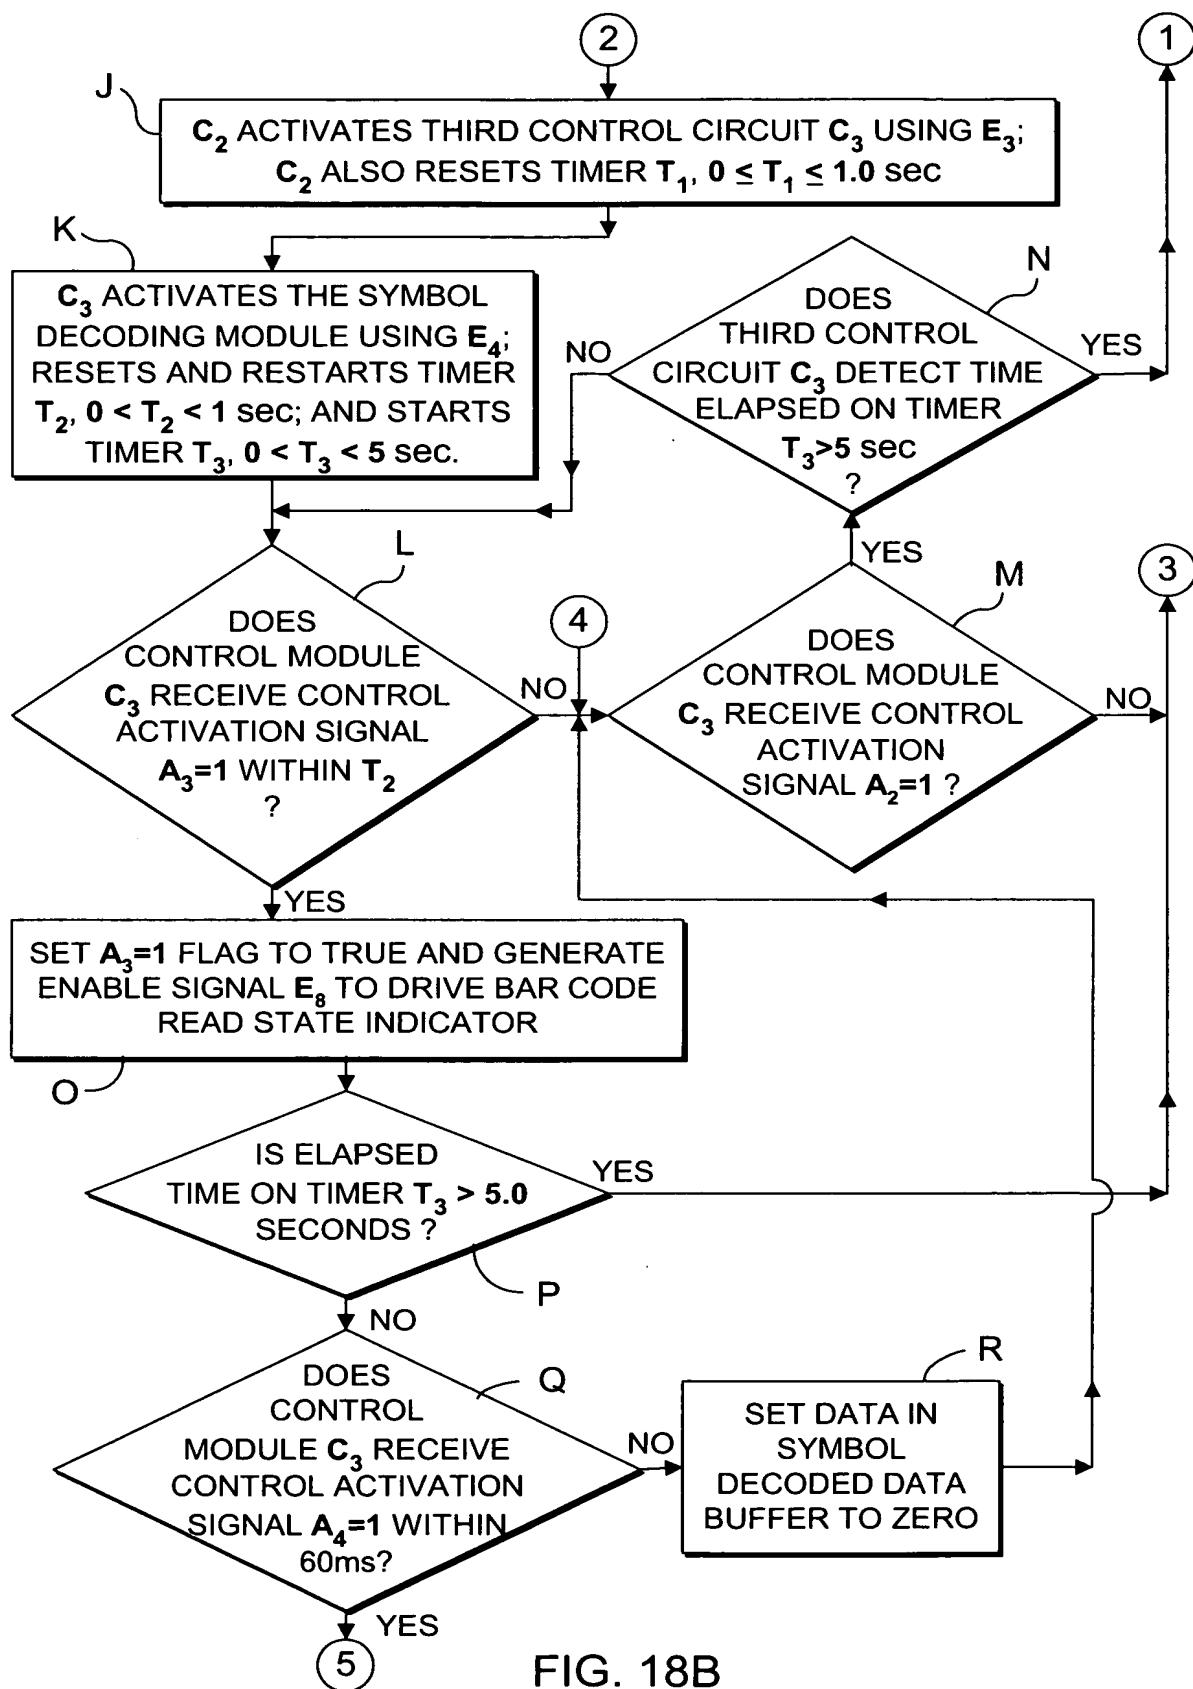 2
1
J
C2 ACTIVATES THIRD CONTROL CIRCUIT C3 USING E3;
C2 ALSO RESETS TIMER T1, 0 ≤ T1 ≤ 1.0 sec
K
C3 ACTIVATES THE SYMBOL
DECODING MODULE USING E4;
RESETS AND RESTARTS TIMER
T2, 0 < T2 < 1 sec; AND STARTS
TIMER T3, 0 < T3 < 5 sec.
N
DOES
THIRD CONTROL
CIRCUIT C3 DETECT TIME
ELAPSED ON TIMER
T3>5 sec
?
NO
YES
L
DOES
CONTROL MODULE
C3 RECEIVE CONTROL
ACTIVATION SIGNAL
A3=1 WITHIN T2
?
NO
YES
4
YES
M
DOES
CONTROL MODULE
C3 RECEIVE CONTROL
ACTIVATION
SIGNAL A2=1 ?
NO
3
SET A3=1 FLAG TO TRUE AND GENERATE
ENABLE SIGNAL E8 TO DRIVE BAR CODE
READ STATE INDICATOR
O
IS ELAPSED
TIME ON TIMER T3 > 5.0
SECONDS ?
YES
P
NO
DOES
CONTROL
MODULE C3 RECEIVE
CONTROL ACTIVATION
SIGNAL A4=1 WITHIN
60ms?
Q
NO
R
SET DATA IN
SYMBOL
DECODED DATA
BUFFER TO ZERO
YES
5
FIG. 18B